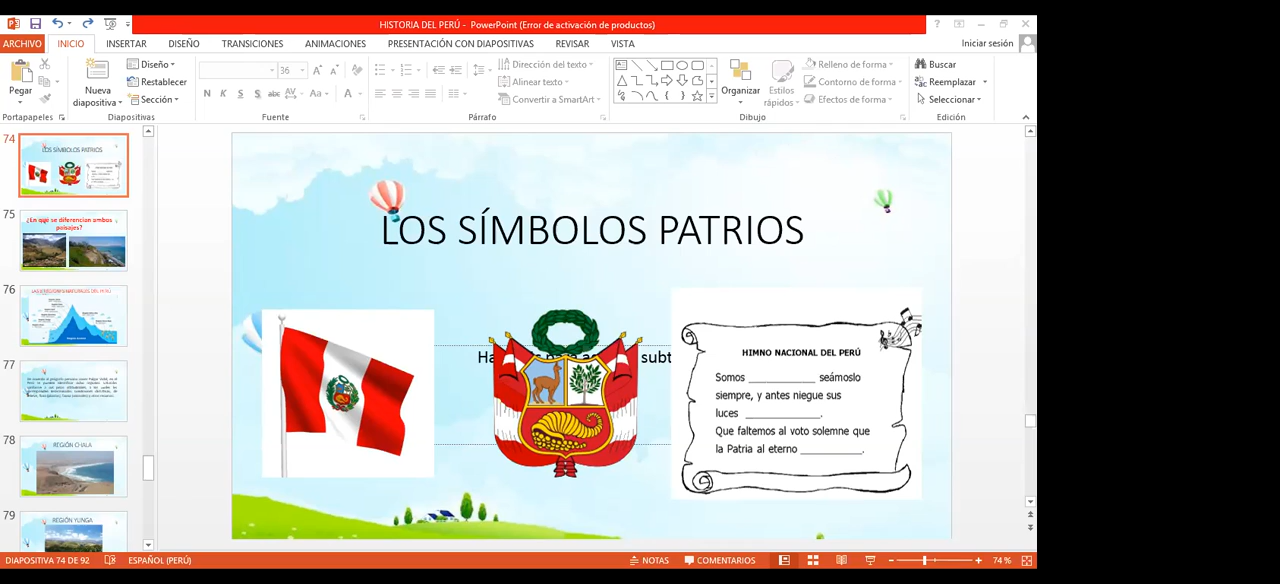 HISTORIA DEL PERÚ - PowerPoint (Error de activación de productos)
ARCHIVO INICIO INSERTAR DISEÑO TRANSICIONES ANIMACIONES PRESENTACIÓN CON DIAPOSITIVAS REVISAR VISTA Iniciar sesión
Pegar
Nueva diapositiva
Diseño
Restablecer
Sección
36
N K S S abc AV Aa A
Dirección del texto
Alinear texto
Convertir a SmartArt
Organizar
Estilos rápidos
Relleno de forma
Contorno de forma
Efectos de forma
Buscar
Reemplazar
Seleccionar
Portapapeles Diapositivas Fuente Párrafo Dibujo Edición
74
LOS SÍMBOLOS PATRIOS
75
¿En qué se diferencian ambos
paisajes?
76
77
78
REGIÓN CHALA
79
REGIÓN YUNGA
LOS SÍMBOLOS PATRIOS
HIMNO NACIONAL DEL PERÚ
Somos ____________ seámoslo
siempre, y antes niegue sus
luces ______________.
Que faltemos al voto solemne que
la Patria al eterno ___________.
DIAPOSITIVA 74 DE 92 ESPAÑOL (PERÚ) NOTAS COMENTARIOS 74 %